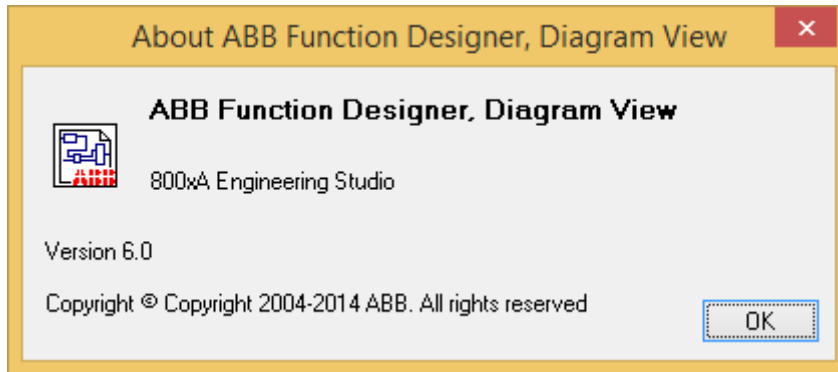 About ABB Function Designer, Diagram View
ABB Function Designer, Diagram View
ABB
800xA Engineering Studio
Version 6.0
Copyright © Copyright 2004-2014 ABB. All rights reserved
OK